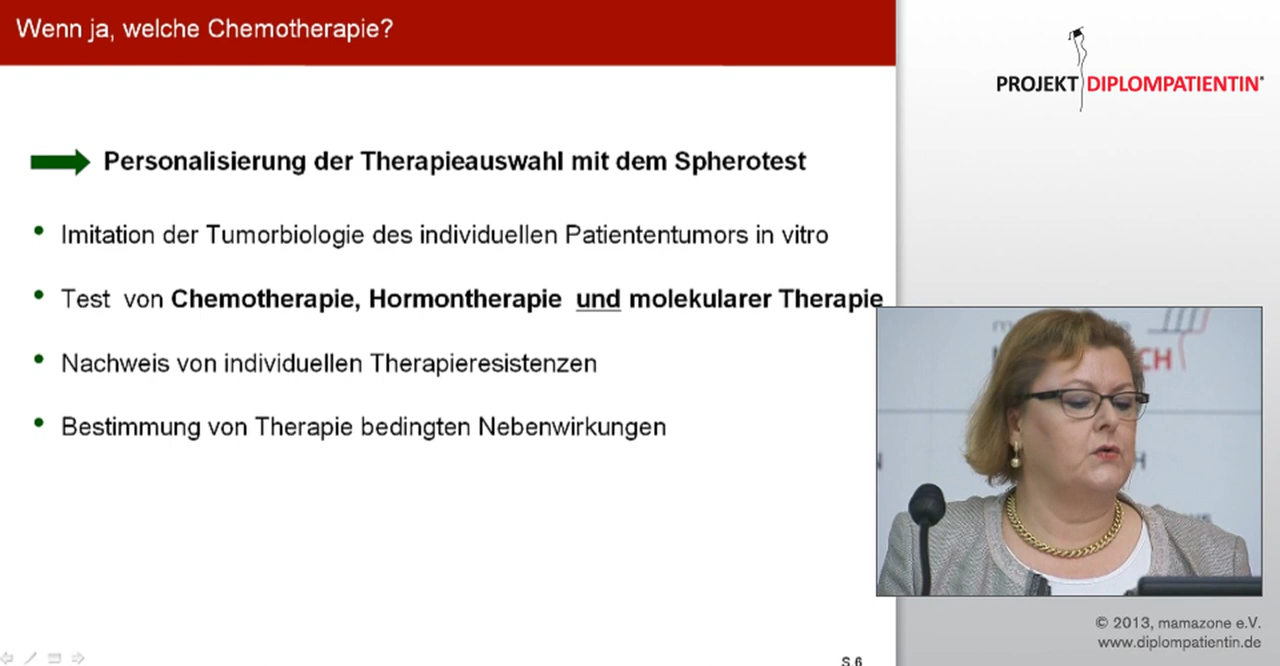 Wenn ja, welche Chemotherapie?
PROJEKT DIPLOMPATIENTIN®
Personalisierung der Therapieauswahl mit dem Spherotest
• Imitation der Tumorbiologie des individuellen Patiententumors in vitro
• Test von Chemotherapie, Hormontherapie und molekularer Therapie
• Nachweis von individuellen Therapieresistenzen
• Bestimmung von Therapie bedingten Nebenwirkungen
© 2013, mamazone e.V.
www.diplompatientin.de
S.6